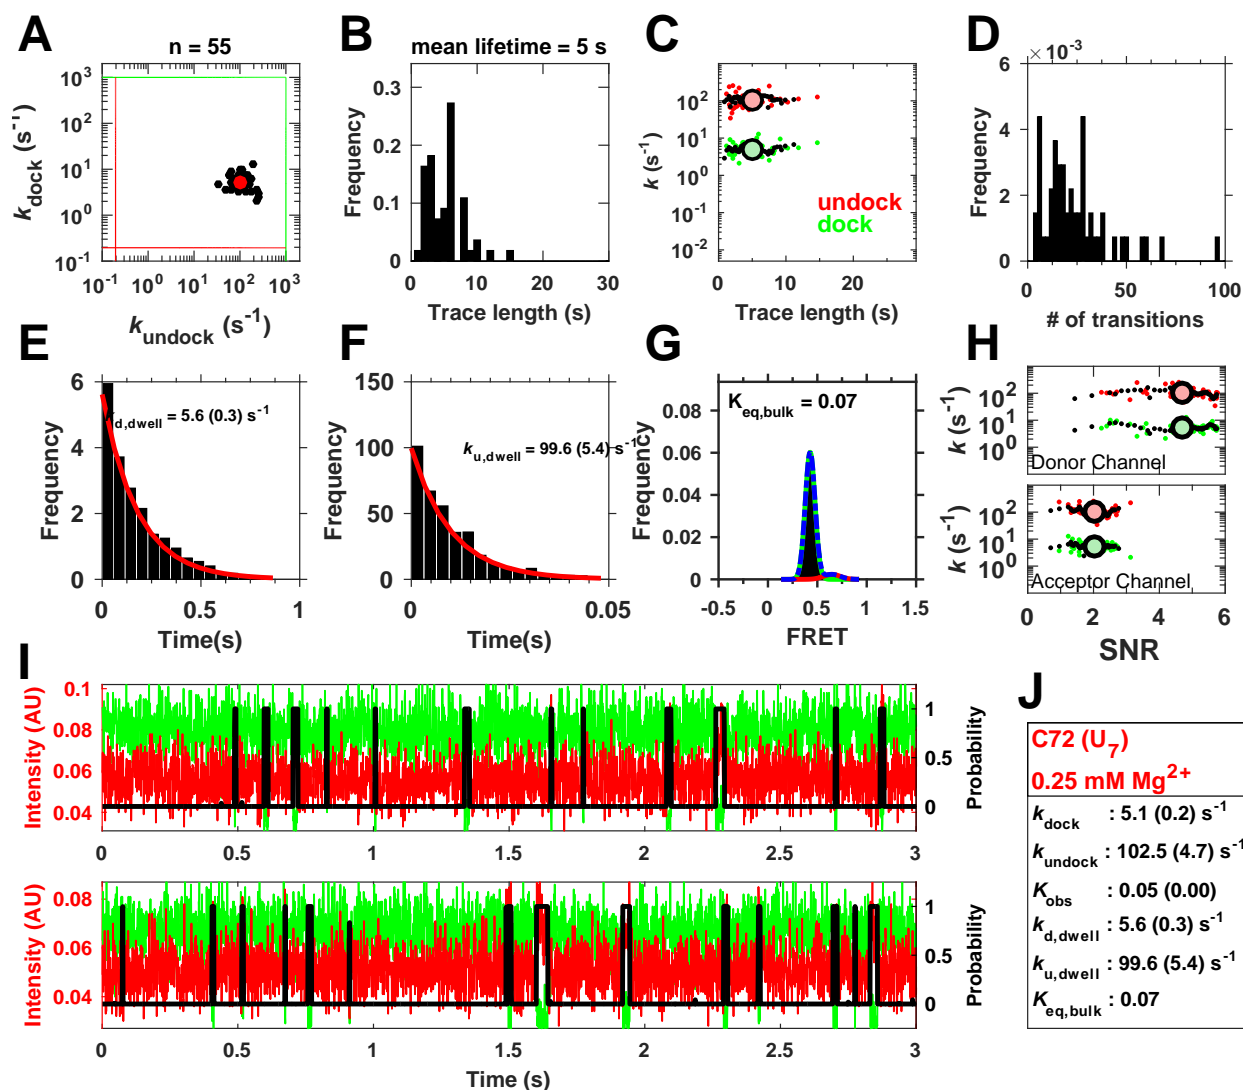 A
n = 55
k_dock (s⁻¹)
10³
10²
10¹
10⁰
10⁻¹
10⁻¹ 10⁰ 10¹ 10² 10³
k_undock (s⁻¹)
B
mean lifetime = 5 s
Frequency
0.3
0.2
0.1
0
0 10 20 30
Trace length (s)
C
k (s⁻¹)
10²
10¹
10⁰
10⁻¹
10⁻²
undock
dock
0 10 20
Trace length (s)
D
×10⁻³
Frequency
6
4
2
0
0 50 100
# of transitions
E
Frequency
6
4
2
0
d,dwell = 5.6 (0.3) s⁻¹
0 0.5 1
Time(s)
F
Frequency
150
100
50
0
k_u,dwell = 99.6 (5.4) s⁻¹
0 0.05
Time(s)
G
K_eq,bulk = 0.07
0.08
0.06
0.04
0.02
0
-0.5 0 0.5 1 1.5
FRET
H
k (s⁻¹)
10²
10¹
10⁰
Donor Channel
k (s⁻¹)
10²
10¹
10⁰
Acceptor Channel
0 2 4 6
SNR
I
Intensity (AU)
0.1
0.08
0.06
0.04
1
0.5
0
Probability
0 0.5 1 1.5 2 2.5 3
Intensity (AU)
0.08
0.06
0.04
1
0.5
0
Probability
0 0.5 1 1.5 2 2.5 3
Time (s)
J
C72 (U₇)
0.25 mM Mg²⁺
k_dock : 5.1 (0.2) s⁻¹
k_undock : 102.5 (4.7) s⁻¹
K_obs : 0.05 (0.00)
k_d,dwell : 5.6 (0.3) s⁻¹
k_u,dwell : 99.6 (5.4) s⁻¹
K_eq,bulk : 0.07